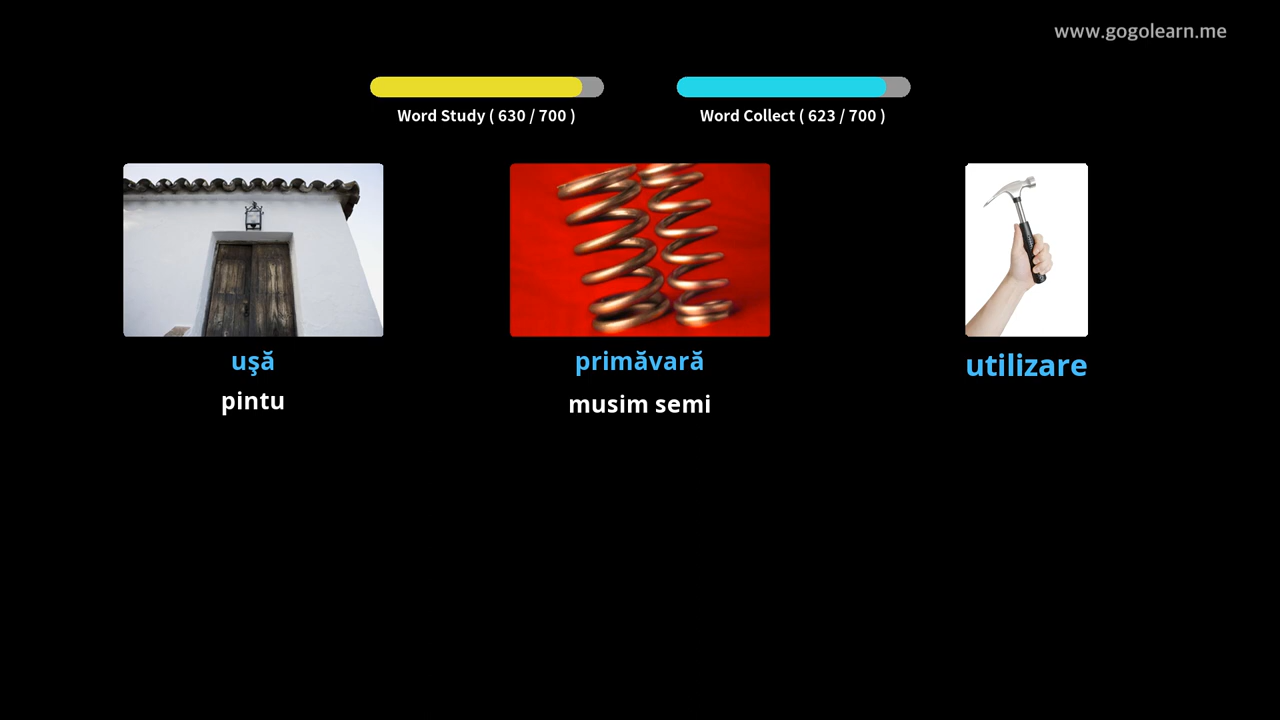 www.gogolearn.me
Word Study ( 630 / 700 )
Word Collect ( 623 / 700 )
uşă
primăvară
utilizare
pintu
musim semi